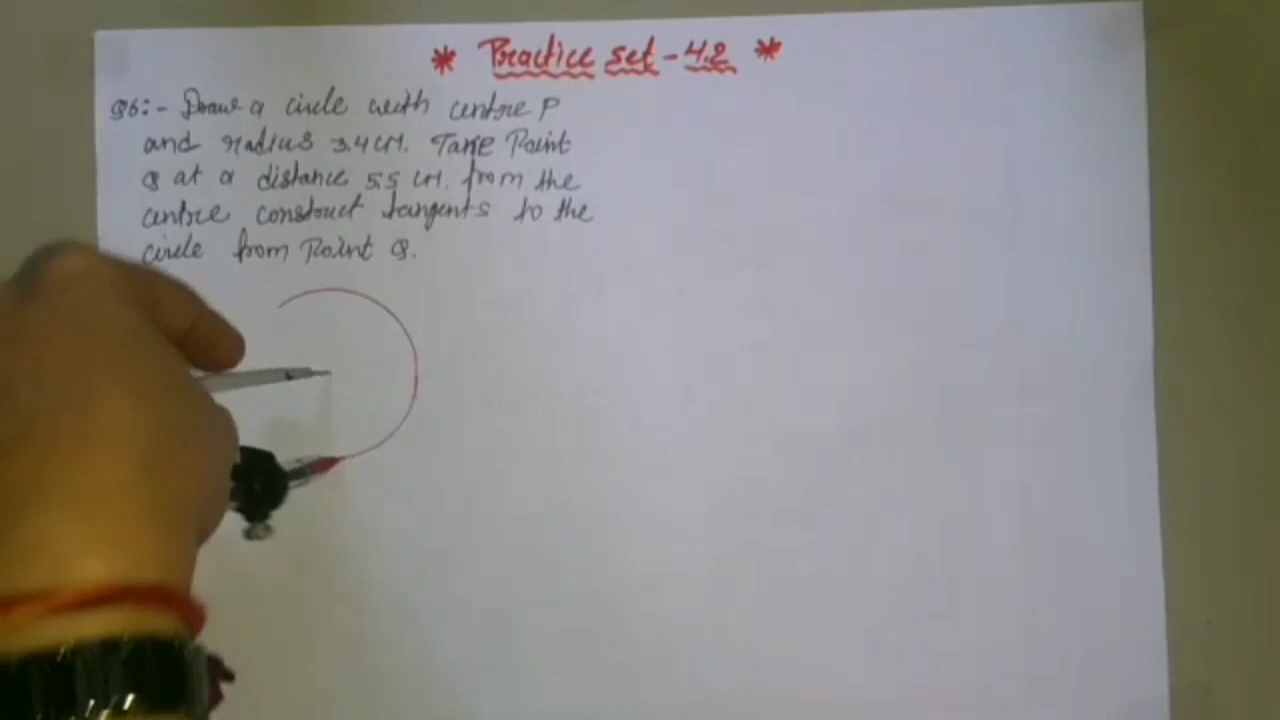 * Practice set - 4.2 *
Q6:- Draw a circle with centre P
and radius 3.4 CM. Take Point
Q at a distance 5.5 CM. from the
centre construct tangents to the
circle from Point Q.